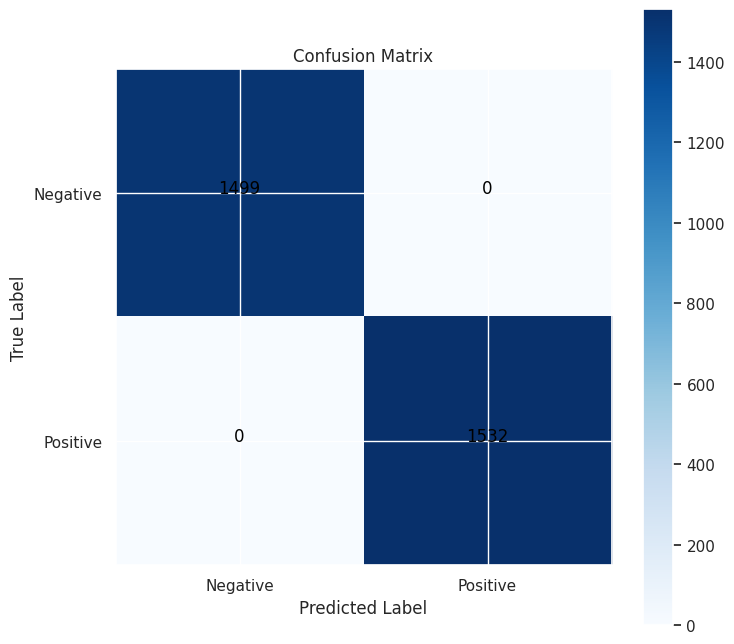 Confusion Matrix
Negative
1499
0
Positive
0
1532
Negative
Positive
Predicted Label
True Label
1400
1200
1000
800
600
400
200
0